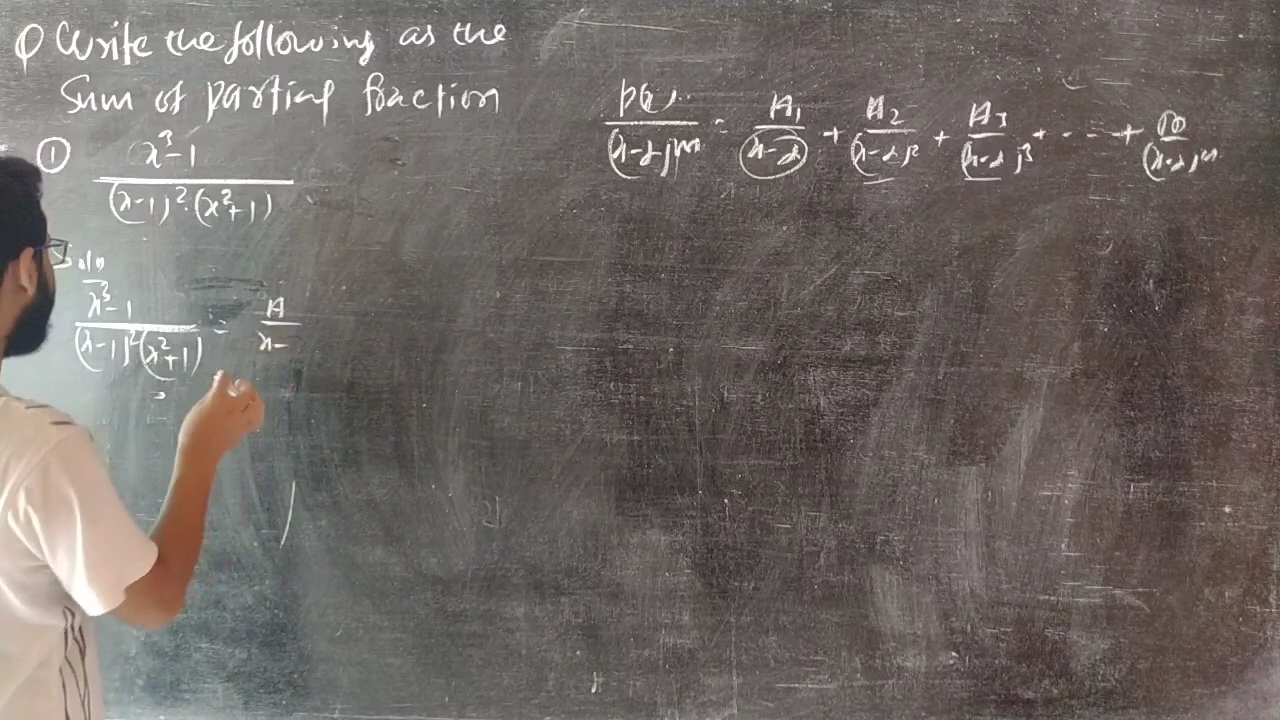 Q Write the following as the
Sum of partial fraction
① x³-1 / (x-1)².(x²+1)
Soln
x³-1 / (x-1)²(x²+1) = A / x-
P(x) / (x-α)ᵐ = A₁ / (x-α) + A₂ / (x-α)² + A₃ / (x-α)³ + - - - + / (x-α)ᵐ